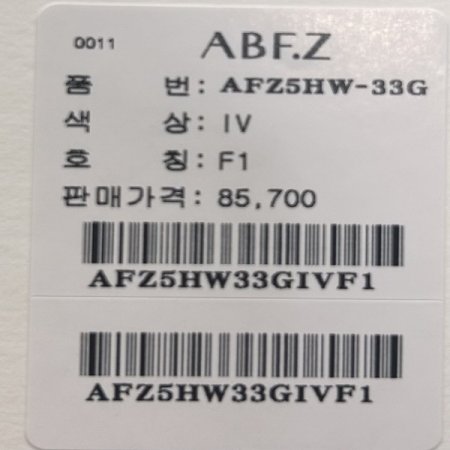 0011 ABF.Z
품 번: AFZ5HW-33G
색 상: IV
호 칭: F1
판매가격: 85,700
AFZ5HW33GIVF1
AFZ5HW33GIVF1